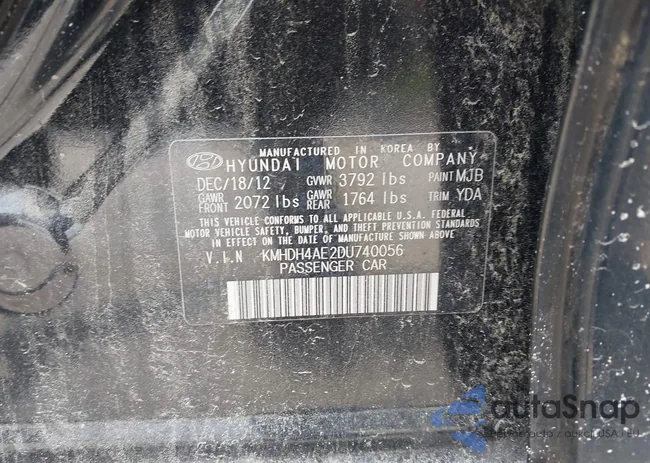 MANUFACTURED IN KOREA BY
HYUNDAI MOTOR COMPANY
DEC/18/12 GVWR 3792 lbs PAINT MJB
GAWR FRONT 2072 lbs GAWR REAR 1764 lbs TRIM YDA
THIS VEHICLE CONFORMS TO ALL APPLICABLE U.S.A. FEDERAL
MOTOR VEHICLE SAFETY, BUMPER, AND THEFT PREVENTION STANDARDS
IN EFFECT ON THE DATE OF MANUFACTURE SHOWN ABOVE.
V.I.N KMHDH4AE2DU740056
PASSENGER CAR
autaSnap